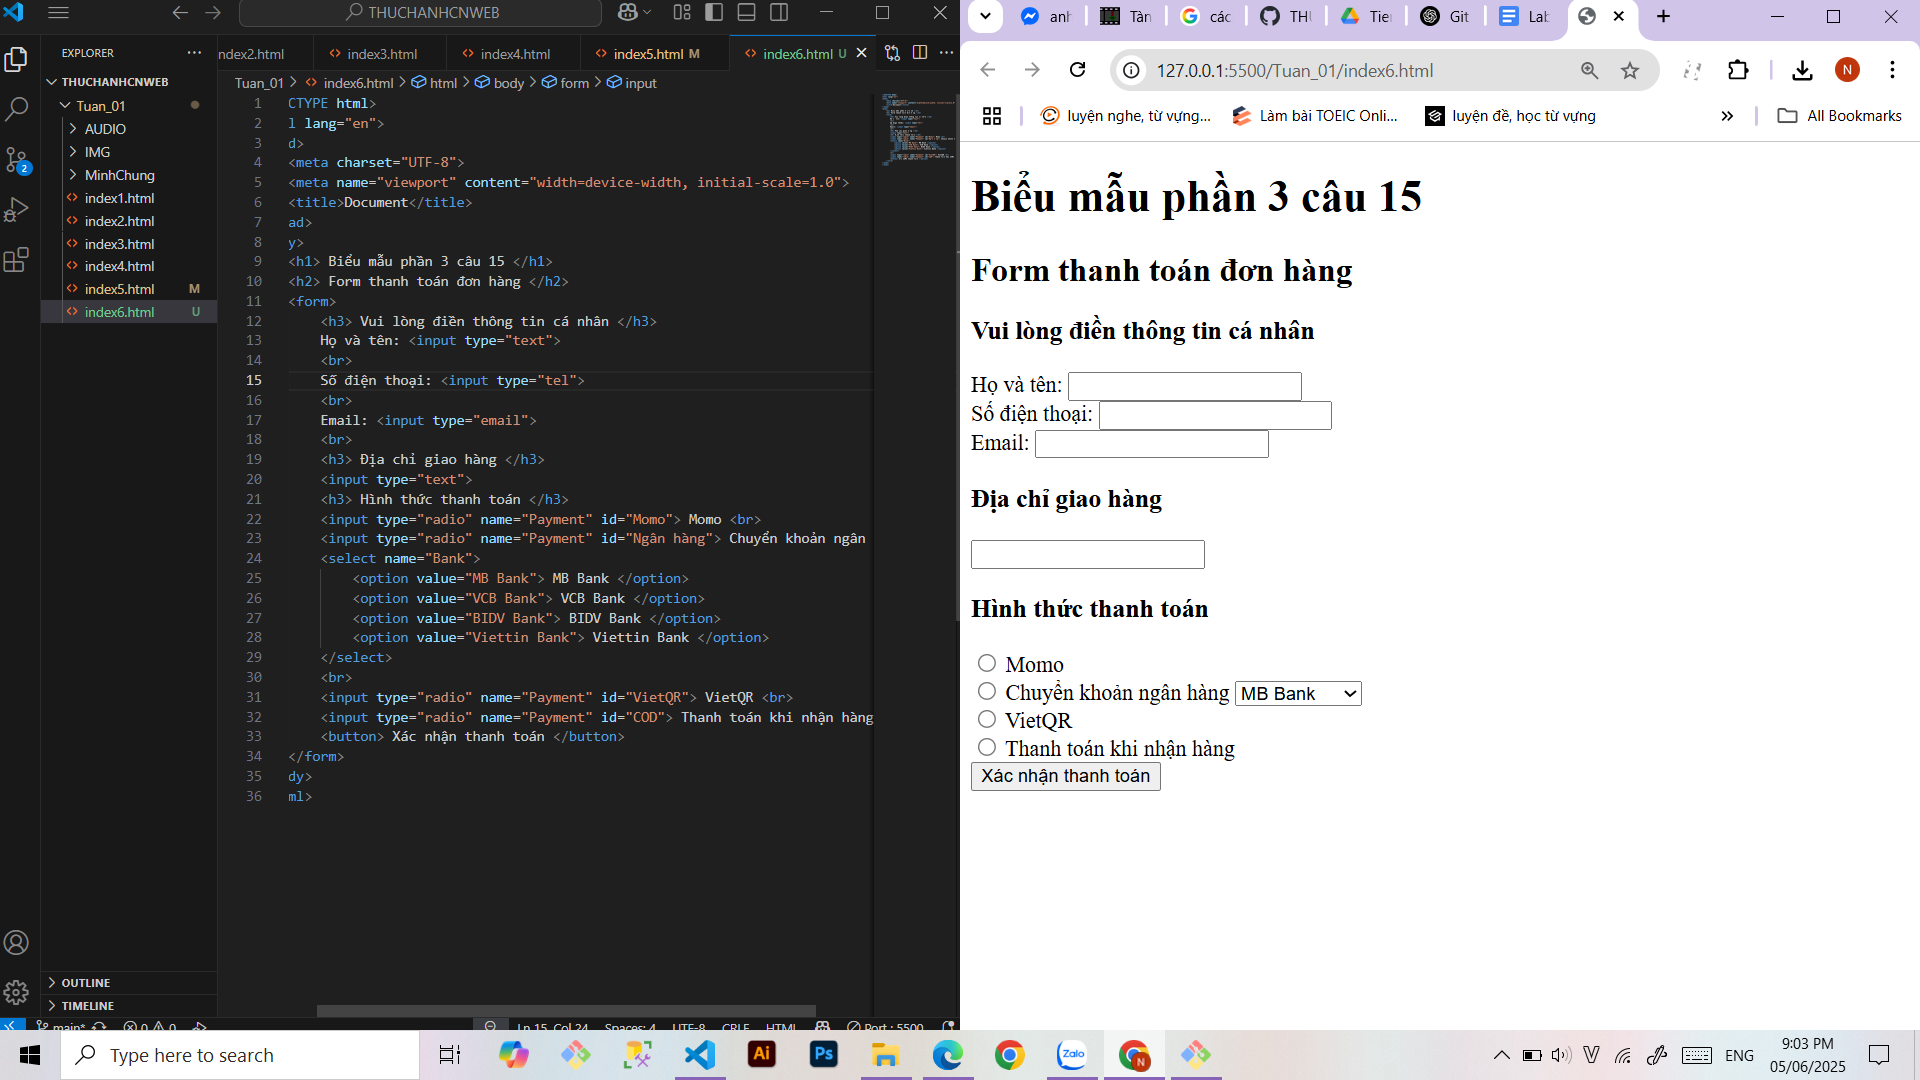 THUCHANHCNWEB
EXPLORER
THUCHANHCNWEB
Tuan_01
AUDIO
IMG
MinhChung
index1.html
index2.html
index3.html
index4.html
index5.html M
index6.html U
OUTLINE
TIMELINE
ndex2.html
index3.html
index4.html
index5.html M
index6.html U
Tuan_01 > index6.html > html > body > form > input
1 CTYPE html>
2 l lang="en">
3 d>
4 <meta charset="UTF-8">
5 <meta name="viewport" content="width=device-width, initial-scale=1.0">
6 <title>Document</title>
7 ad>
8 y>
9 <h1> Biểu mẫu phần 3 câu 15 </h1>
10 <h2> Form thanh toán đơn hàng </h2>
11 <form>
12 <h3> Vui lòng điền thông tin cá nhân </h3>
13 Họ và tên: <input type="text">
14 <br>
15 Số điện thoại: <input type="tel">
16 <br>
17 Email: <input type="email">
18 <br>
19 <h3> Địa chỉ giao hàng </h3>
20 <input type="text">
21 <h3> Hình thức thanh toán </h3>
22 <input type="radio" name="Payment" id="Momo"> Momo <br>
23 <input type="radio" name="Payment" id="Ngân hàng"> Chuyển khoản ngân
24 <select name="Bank">
25 <option value="MB Bank"> MB Bank </option>
26 <option value="VCB Bank"> VCB Bank </option>
27 <option value="BIDV Bank"> BIDV Bank </option>
28 <option value="Viettin Bank"> Viettin Bank </option>
29 </select>
30 <br>
31 <input type="radio" name="Payment" id="VietQR"> VietQR <br>
32 <input type="radio" name="Payment" id="COD"> Thanh toán khi nhận hàng
33 <button> Xác nhận thanh toán </button>
34 </form>
35 dy>
36 ml>
main* 0 0 Ln 15, Col 24 Spaces: 4 UTF-8 CRLF HTML Port : 5500
anh Tàn các THU Tier Git Lab
127.0.0.1:5500/Tuan_01/index6.html
N
luyện nghe, từ vựng... Làm bài TOEIC Onli... luyện đề, học từ vựng » All Bookmarks
Biểu mẫu phần 3 câu 15
Form thanh toán đơn hàng
Vui lòng điền thông tin cá nhân
Họ và tên:
Số điện thoại:
Email:
Địa chỉ giao hàng
Hình thức thanh toán
Momo
Chuyển khoản ngân hàng MB Bank
VietQR
Thanh toán khi nhận hàng
Xác nhận thanh toán
Type here to search
Ai Ps Zalo N
ENG
9:03 PM
05/06/2025